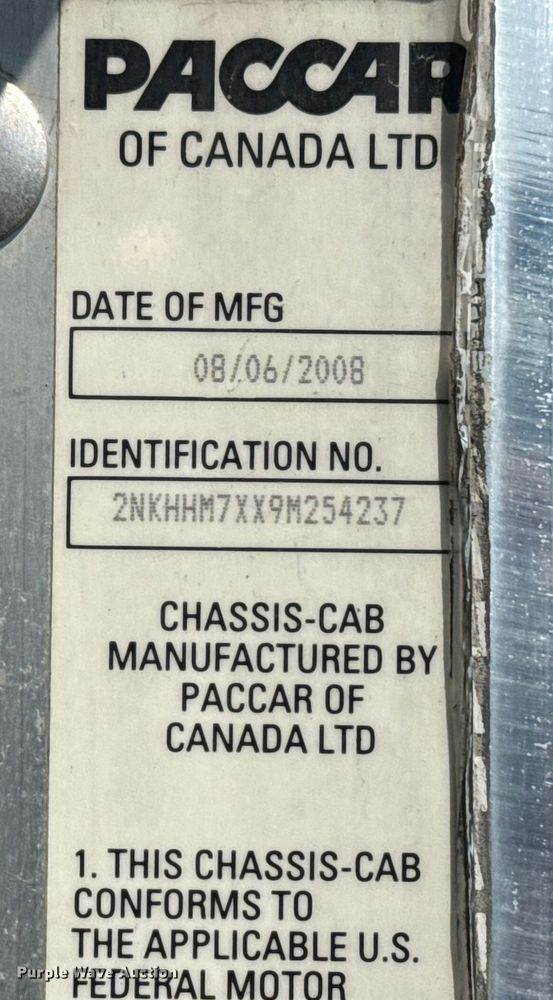 PACCAR
OF CANADA LTD
DATE OF MFG
08/06/2008
IDENTIFICATION NO.
2NKHHM7XX9M254237
CHASSIS-CAB
MANUFACTURED BY
PACCAR OF
CANADA LTD
1. THIS CHASSIS-CAB
CONFORMS TO
THE APPLICABLE U.S.
FEDERAL MOTOR
Purple Wave Auction